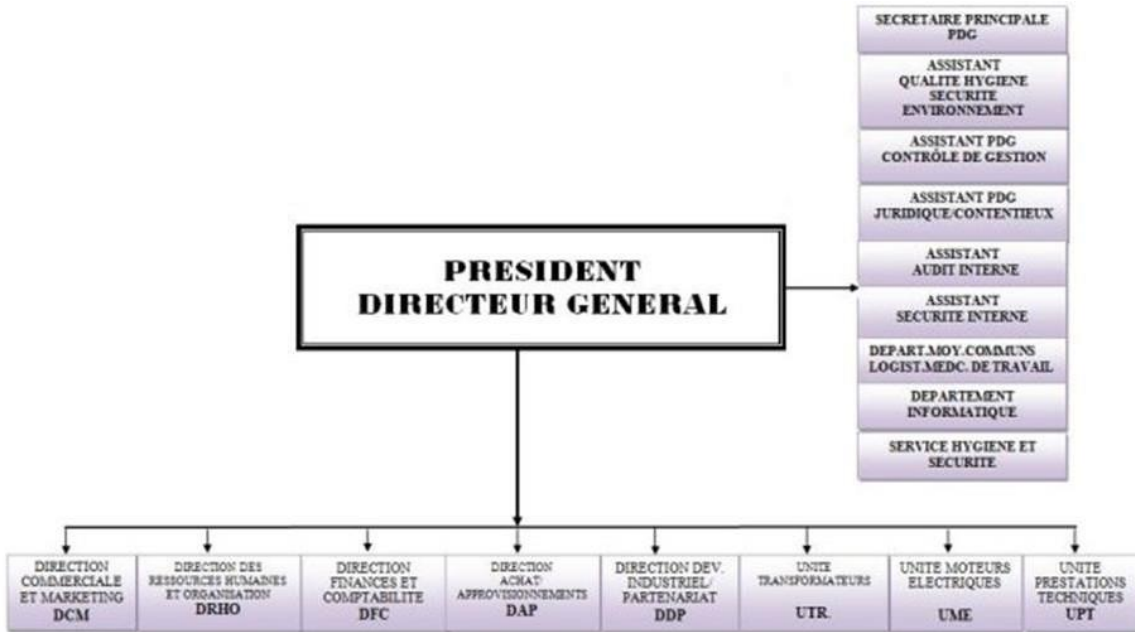 SECRETAIRE PRINCIPALE
PDG
ASSISTANT
QUALITE HYGIENE
SECURITE
ENVIRONNEMENT
ASSISTANT PDG
CONTRÔLE DE GESTION
ASSISTANT PDG
JURIDIQUE/CONTENTIEUX
ASSISTANT
AUDIT INTERNE
ASSISTANT
SECURITE INTERNE
DEPART.MOY.COMMUNS
LOGIST.MEDC. DE TRAVAIL
DEPARTEMENT
INFORMATIQUE
SERVICE HYGIENE ET
SECURITE
PRESIDENT
DIRECTEUR GENERAL
DIRECTION
COMMERCIALE
ET MARKETING
DCM
DIRECTION DES
RESSOURCES HUMAINES
ET ORGANISATION
DRHO
DIRECTION
FINANCES ET
COMPTABILITE
DFC
DIRECTION
ACHAT/
APPROVISIONNEMENTS
DAP
DIRECTION DEV.
INDUSTRIEL/
PARTENARIAT
DDP
UNITE
TRANSFORMATEURS
UTR.
UNITE MOTEURS
ELECTRIQUES
UME
UNITE
PRESTATIONS
TECHNIQUES
UPT